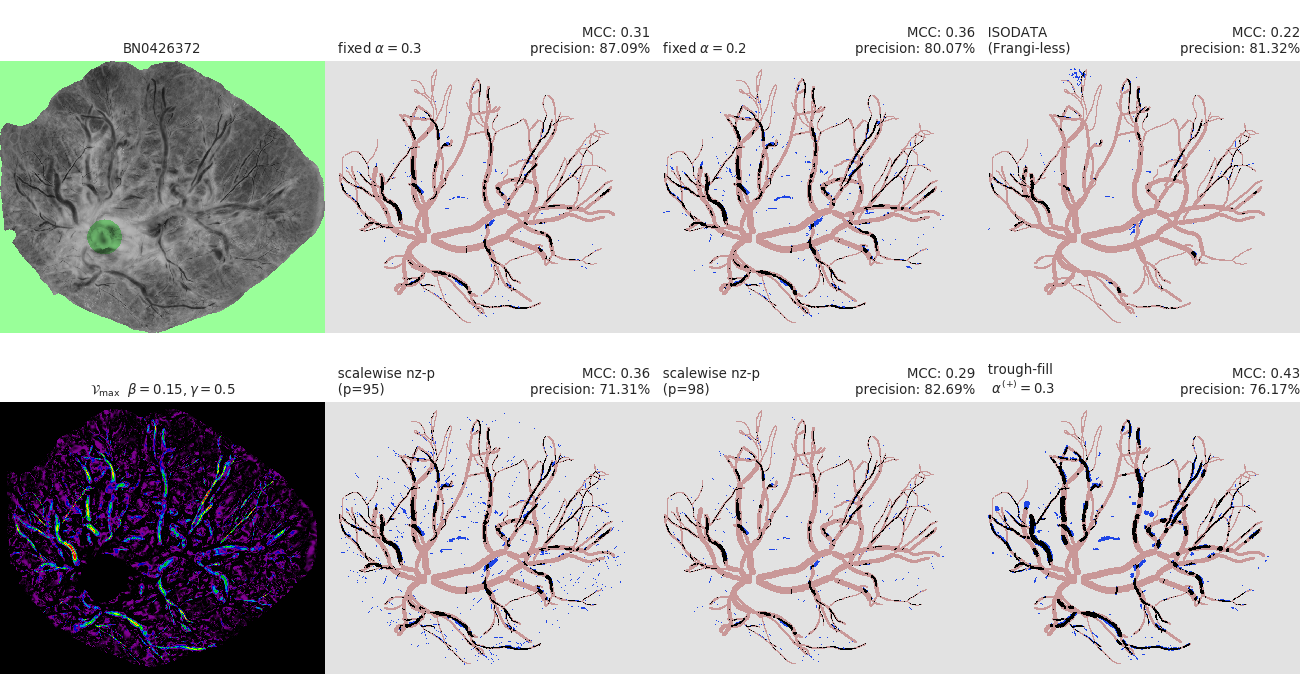 BN0426372
fixed α = 0.3
MCC: 0.31
precision: 87.09%
fixed α = 0.2
MCC: 0.36
precision: 80.07%
ISODATA
(Frangi-less)
MCC: 0.22
precision: 81.32%
𝒱max β = 0.15, γ = 0.5
scalewise nz-p
(p=95)
MCC: 0.36
precision: 71.31%
scalewise nz-p
(p=98)
MCC: 0.29
precision: 82.69%
trough-fill
α(+) = 0.3
MCC: 0.43
precision: 76.17%